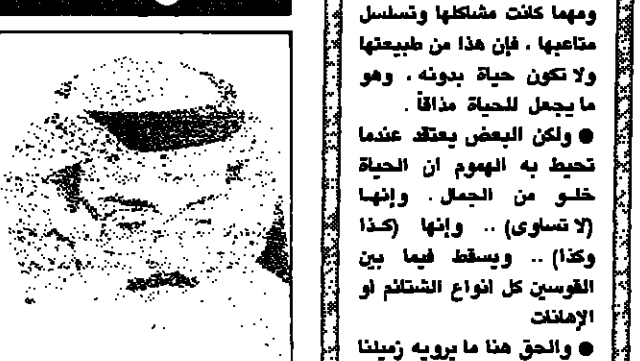 ومهما كانت مشاكلها وتسلسل
متاعبها . فإن هذا من طبيعتها
ولا تكون حياة بدونه . وهو
ما يجعل للحياة مذاقاً .
● ولكن البعض يعتقد عندما
تحيط به الهموم ان الحياة
خلو من الجمال . وإنها
(لا تساوى) .. وإنها (كذا
وكذا) .. ويسقط فيما بين
القوسين كل انواع الشتائم او
الإهانات
● والحق هنا ما يرويه زميلنا